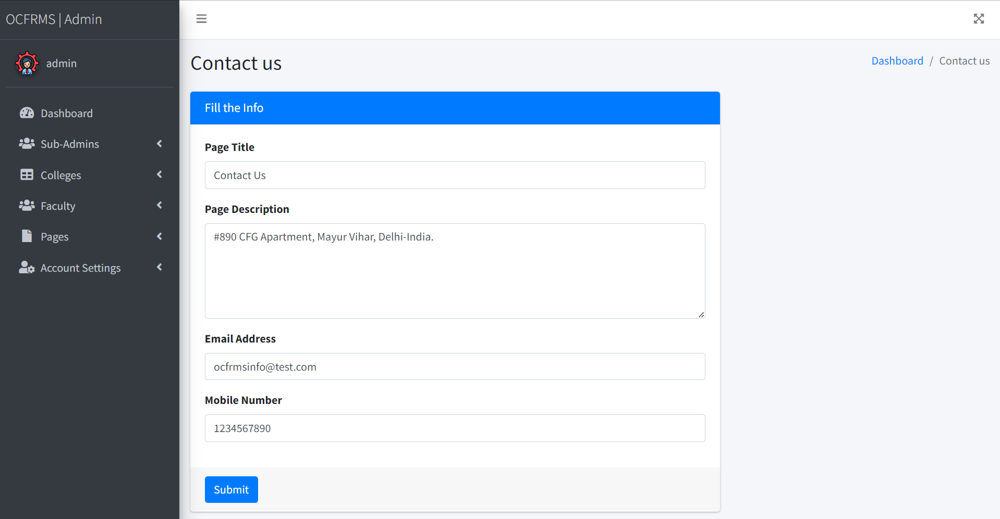 OCFRMS | Admin
admin
Dashboard
Sub-Admins
Colleges
Faculty
Pages
Account Settings
Contact us
Dashboard / Contact us
Fill the Info
Page Title
Contact Us
Page Description
#890 CFG Apartment, Mayur Vihar, Delhi-India.
Email Address
ocfrmsinfo@test.com
Mobile Number
1234567890
Submit